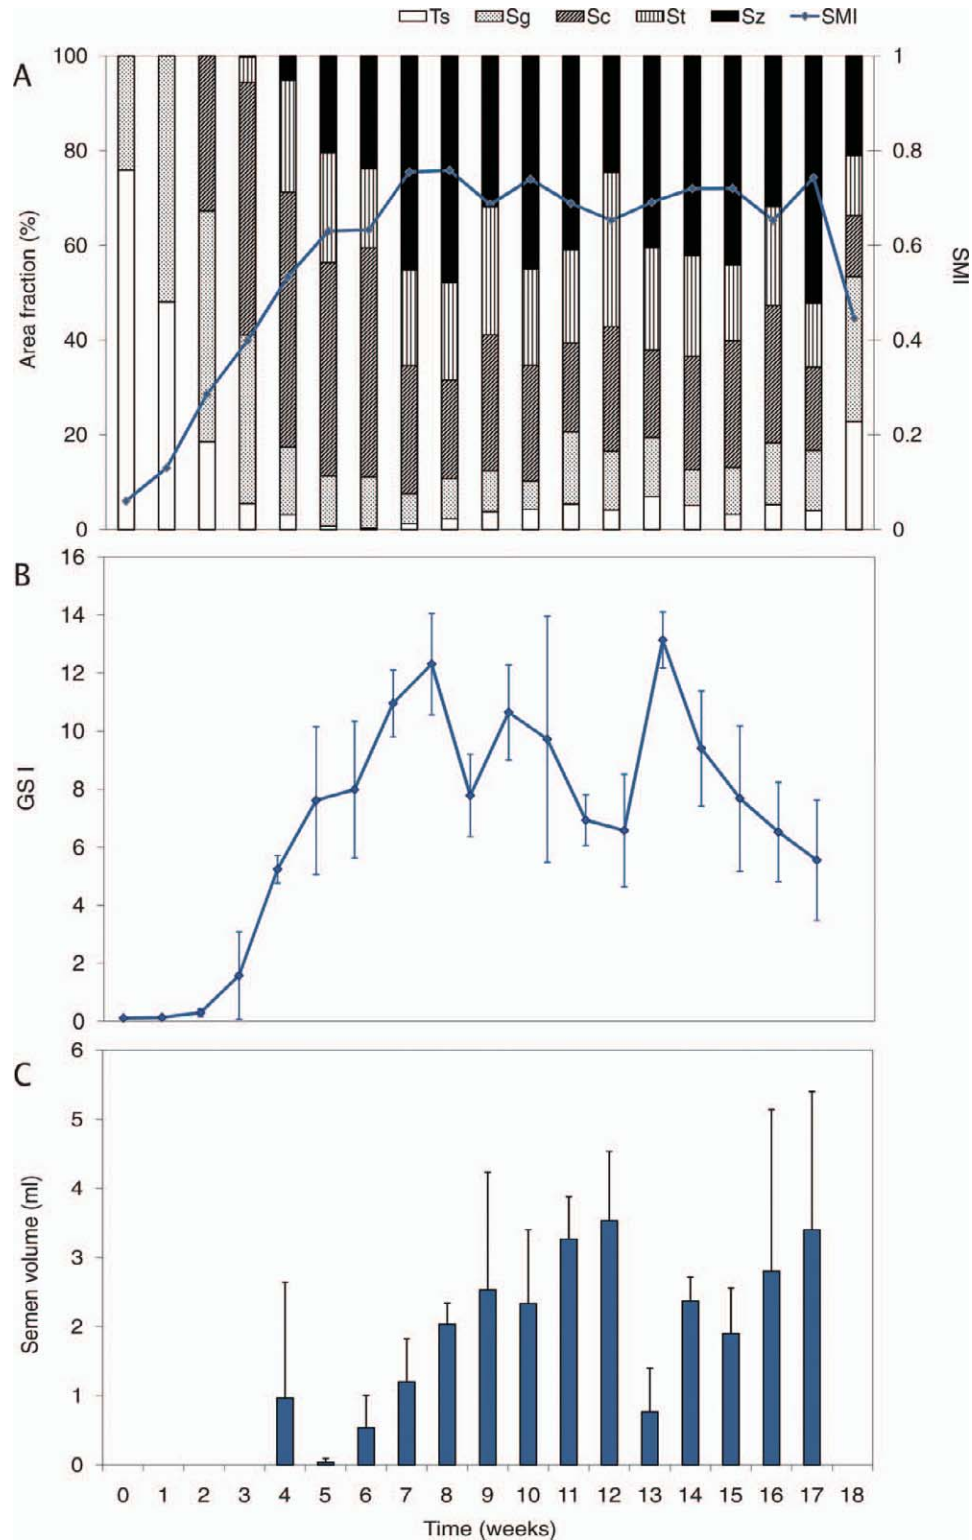 Ts Sg Sc St Sz SMI
A
100 1
80 0.8
60 0.6
40 0.4
20 0.2
0 0
Area fraction (%)
SMI
B
16
14
12
10
8
6
4
2
0
GS I
C
6
5
4
3
2
1
0
Semen volume (ml)
0 1 2 3 4 5 6 7 8 9 10 11 12 13 14 15 16 17 18
Time (weeks)